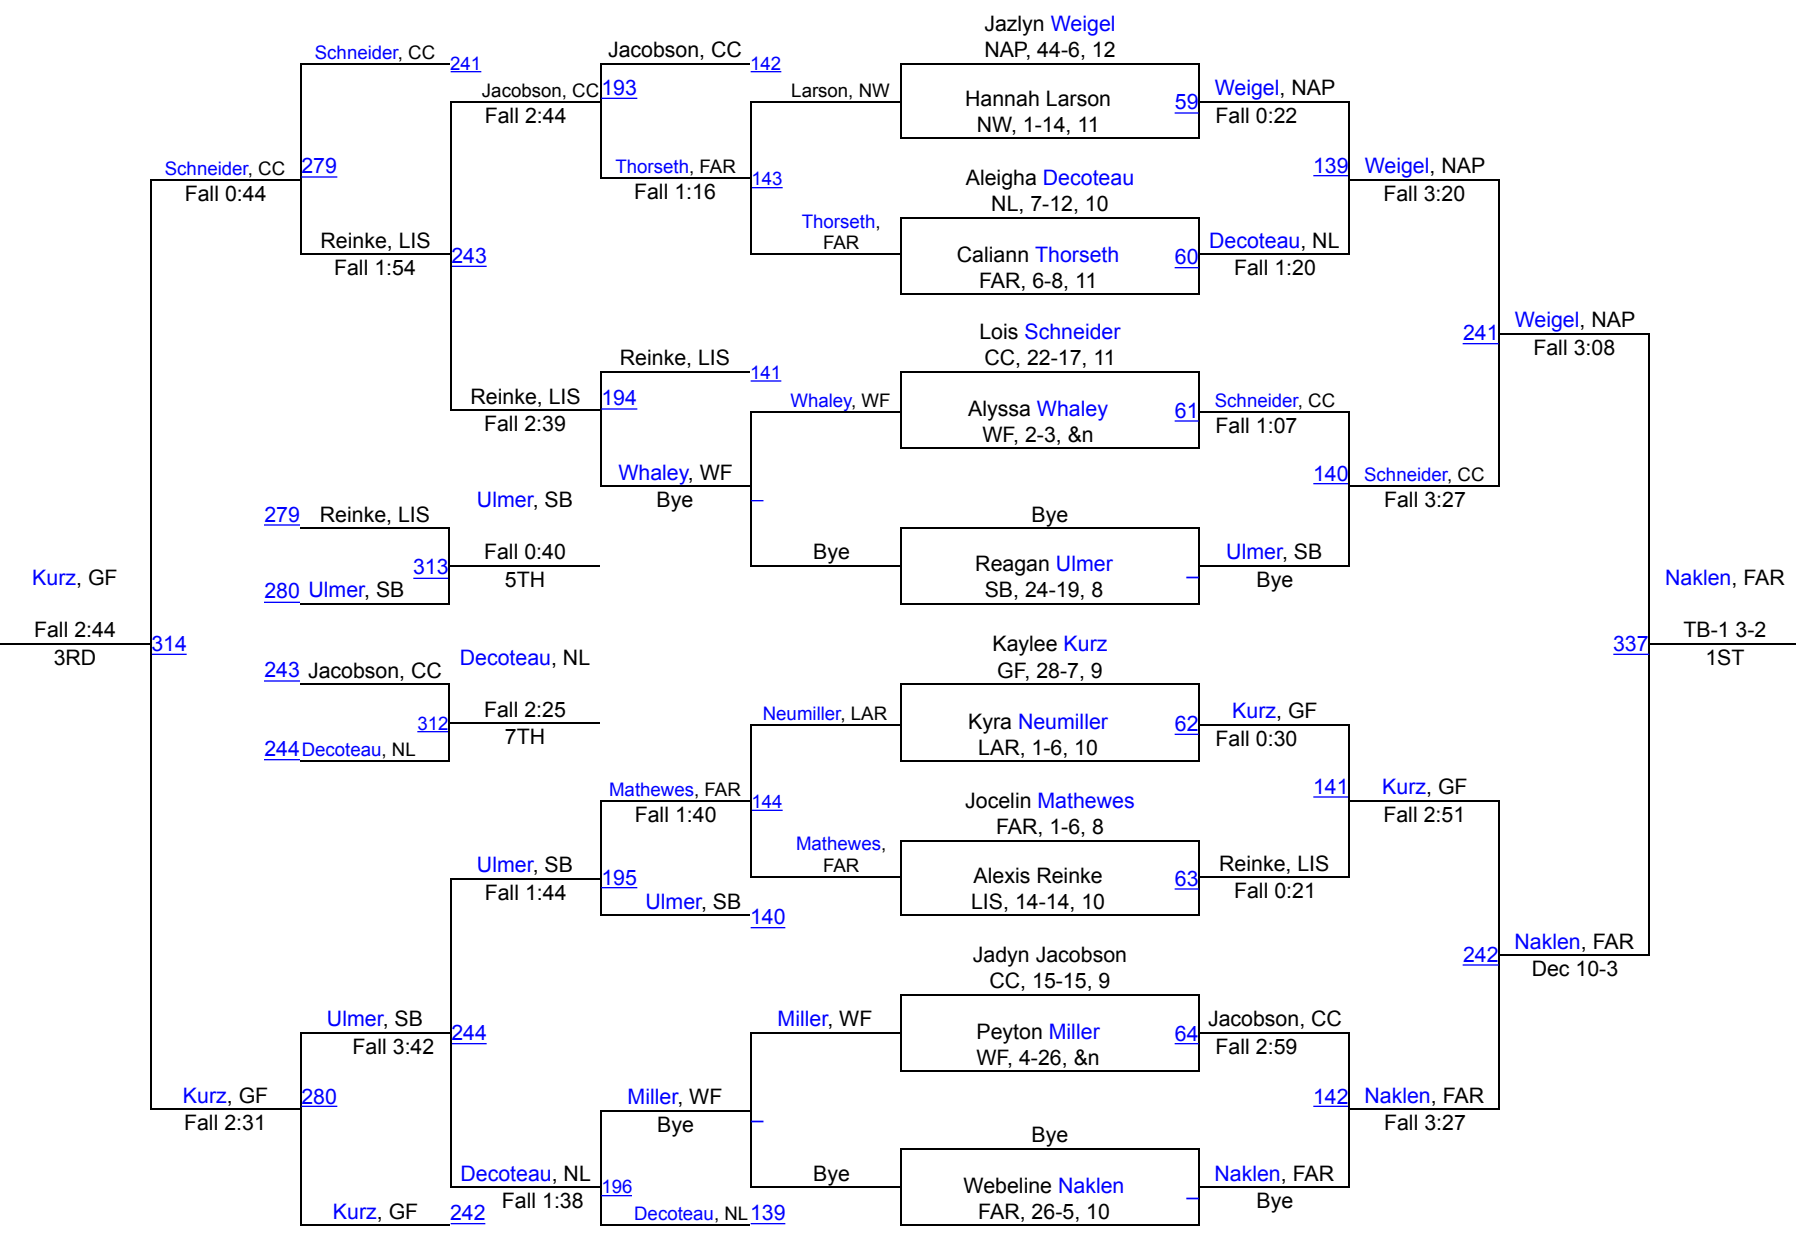 Jazlyn Weigel
NAP, 44-6, 12
Hannah Larson
NW, 1-14, 11
59
Aleigha Decoteau
NL, 7-12, 10
Caliann Thorseth
FAR, 6-8, 11
60
Lois Schneider
CC, 22-17, 11
Alyssa Whaley
WF, 2-3, &n
61
Bye
Reagan Ulmer
SB, 24-19, 8
Kaylee Kurz
GF, 28-7, 9
Kyra Neumiller
LAR, 1-6, 10
62
Jocelin Mathewes
FAR, 1-6, 8
Alexis Reinke
LIS, 14-14, 10
63
Jadyn Jacobson
CC, 15-15, 9
Peyton Miller
WF, 4-26, &n
64
Bye
Webeline Naklen
FAR, 26-5, 10
Weigel, NAP
Fall 0:22
139
Decoteau, NL
Fall 1:20
Schneider, CC
Fall 1:07
140
Ulmer, SB
Bye
Kurz, GF
Fall 0:30
141
Reinke, LIS
Fall 0:21
Jacobson, CC
Fall 2:59
142
Naklen, FAR
Bye
Weigel, NAP
Fall 3:20
241
Schneider, CC
Fall 3:27
Kurz, GF
Fall 2:51
242
Naklen, FAR
Fall 3:27
Weigel, NAP
Fall 3:08
337
Naklen, FAR
Dec 10-3
Naklen, FAR
TB-1 3-2
1ST
Larson, NW
143
Thorseth,
FAR
Whaley, WF
Bye
Neumiller, LAR
144
Mathewes,
FAR
Miller, WF
Bye
Jacobson, CC
142
193
Thorseth, FAR
Fall 1:16
Reinke, LIS
141
194
Whaley, WF
Bye
Mathewes, FAR
Fall 1:40
195
Ulmer, SB
140
Miller, WF
Bye
196
Decoteau, NL
139
Jacobson, CC
Fall 2:44
243
Reinke, LIS
Fall 2:39
Ulmer, SB
Fall 1:44
244
Decoteau, NL
Fall 1:38
Schneider, CC
241
279
Reinke, LIS
Fall 1:54
279
Reinke, LIS
313
280
Ulmer, SB
Ulmer, SB
Fall 0:40
5TH
243
Jacobson, CC
312
244
Decoteau, NL
Decoteau, NL
Fall 2:25
7TH
Ulmer, SB
Fall 3:42
280
Kurz, GF
242
Schneider, CC
Fall 0:44
314
Kurz, GF
Fall 2:31
Kurz, GF
Fall 2:44
3RD